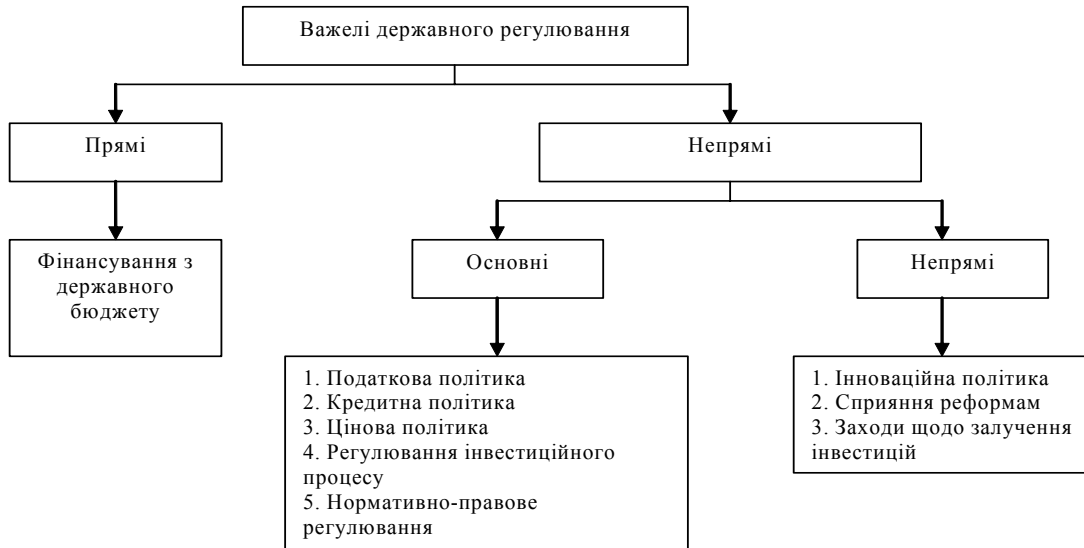 Важелі державного регулювання
Прямі
Непрямі
Фінансування з
державного
бюджету
Основні
Непрямі
1. Податкова політика
2. Кредитна політика
3. Цінова політика
4. Регулювання інвестиційного
процесу
5. Нормативно-правове
регулювання
1. Інноваційна політика
2. Сприяння реформам
3. Заходи щодо залучення
інвестицій